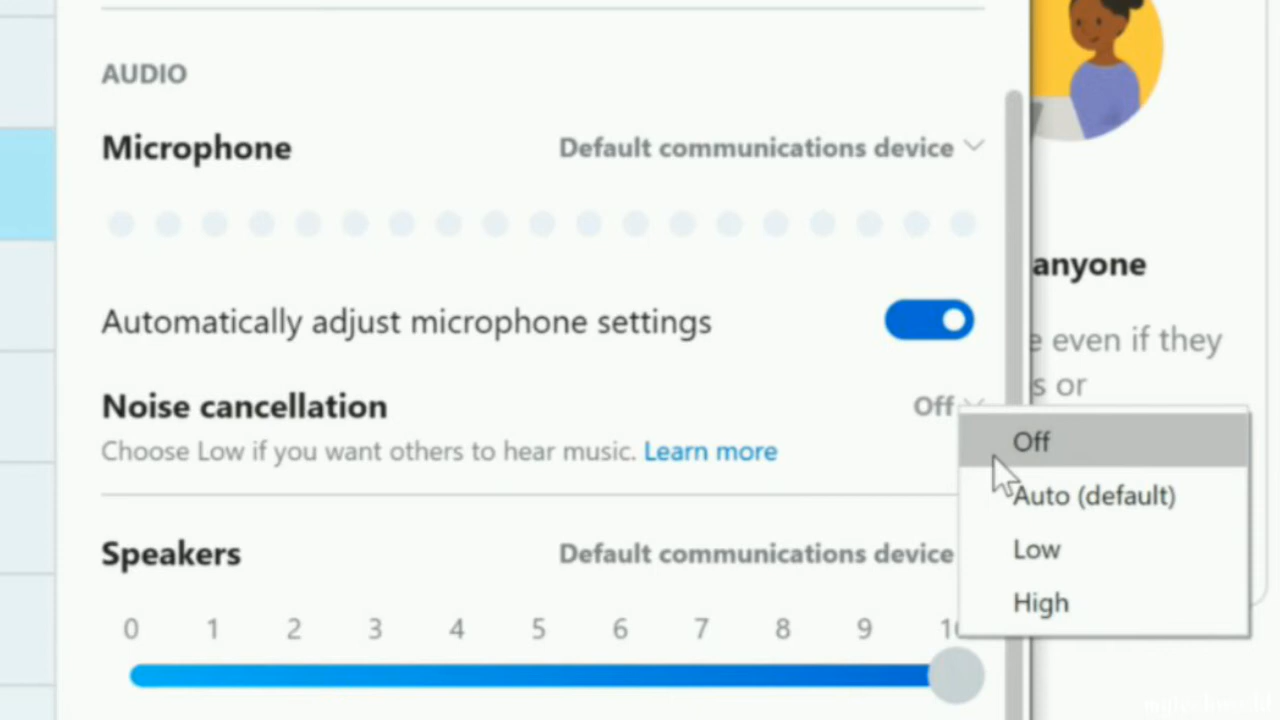 AUDIO
Microphone
Default communications device
Automatically adjust microphone settings
Noise cancellation
Off
Choose Low if you want others to hear music. Learn more
Off
Auto (default)
Low
High
Speakers
Default communications device
0 1 2 3 4 5 6 7 8 9
anyone
even if they
or